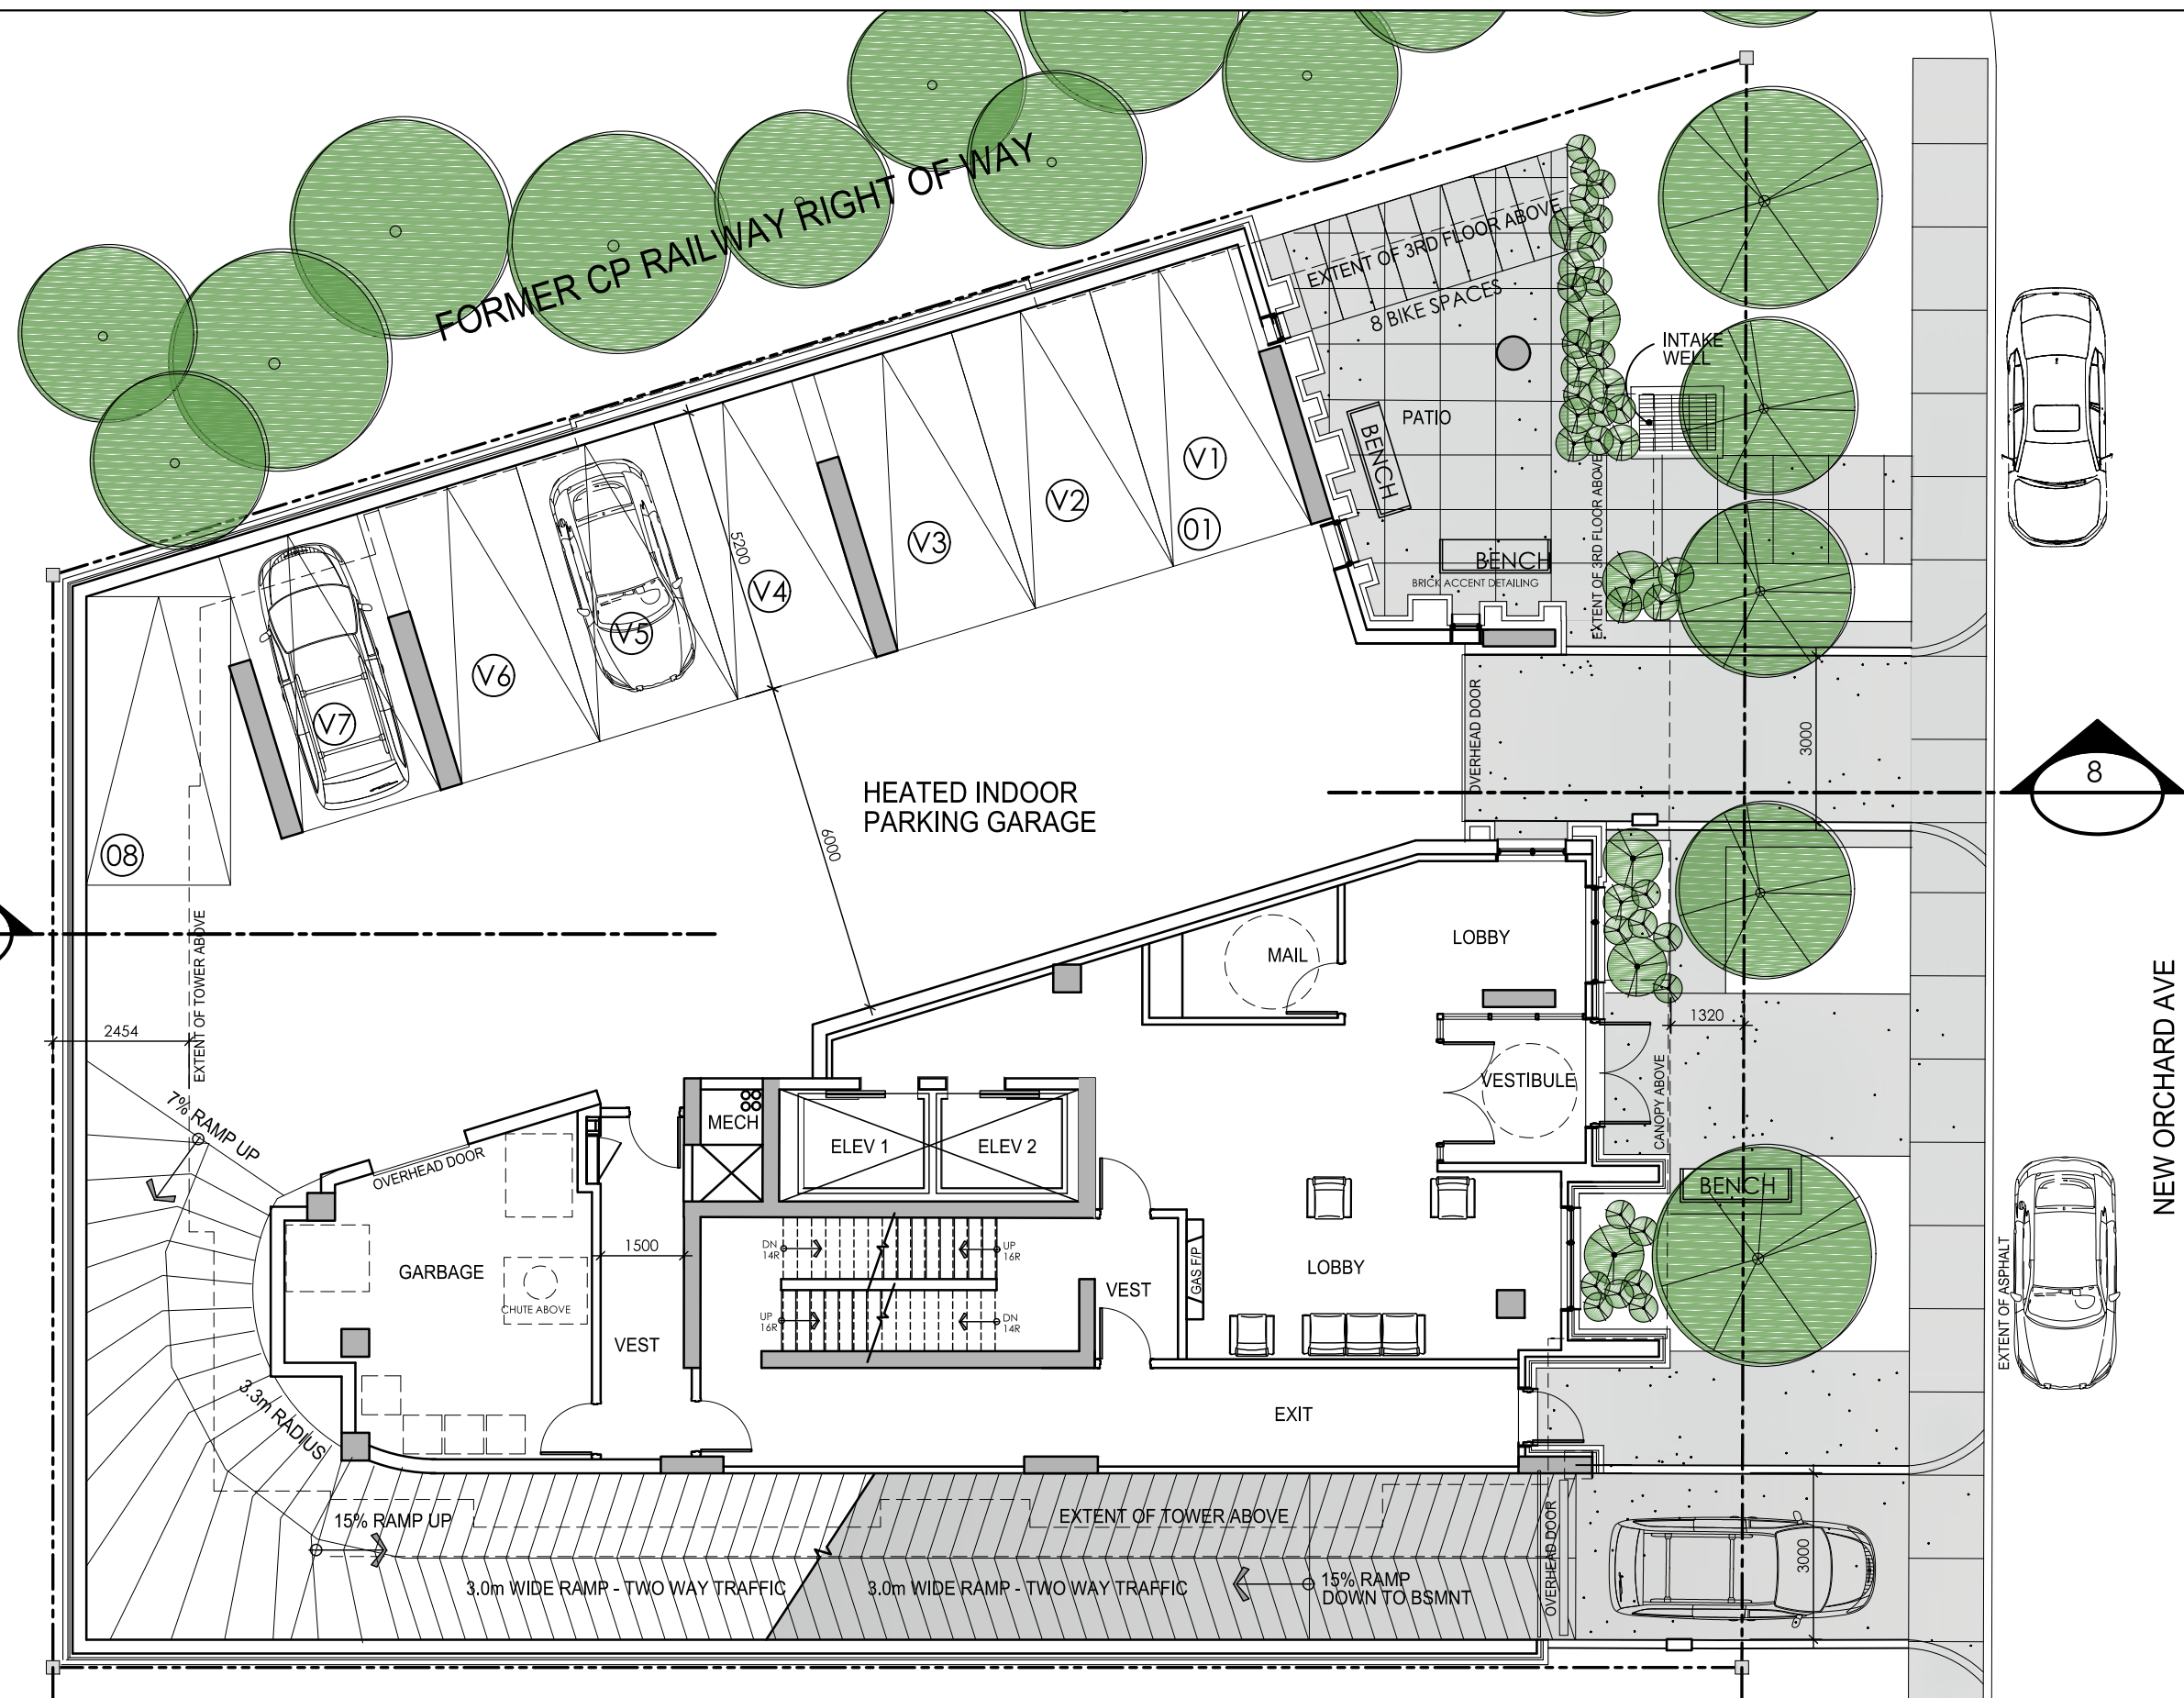 FORMER CP RAILWAY RIGHT OF WAY
EXTENT OF 3RD FLOOR ABOVE
8 BIKE SPACES
INTAKE
WELL
PATIO
BENCH
BENCH
BRICK ACCENT DETAILING
EXTENT OF 3RD FLOOR ABOVE
V1
01
V2
V3
V4
5200
V5
V6
V7
08
OVERHEAD DOOR
3000
8
HEATED INDOOR
PARKING GARAGE
6000
EXTENT OF TOWER ABOVE
2454
MAIL
LOBBY
1320
NEW ORCHARD AVE
VESTIBULE
CANOPY ABOVE
7% RAMP UP
OVERHEAD DOOR
MECH
ELEV 1
ELEV 2
BENCH
1500
DN
14R
UP
16R
GARBAGE
CHUTE ABOVE
UP
16R
DN
14R
VEST
GAS F/P
LOBBY
EXTENT OF ASPHALT
VEST
3.3m RADIUS
EXIT
15% RAMP UP
EXTENT OF TOWER ABOVE
OVERHEAD DOOR
3000
3.0m WIDE RAMP - TWO WAY TRAFFIC
3.0m WIDE RAMP - TWO WAY TRAFFIC
15% RAMP
DOWN TO BSMNT